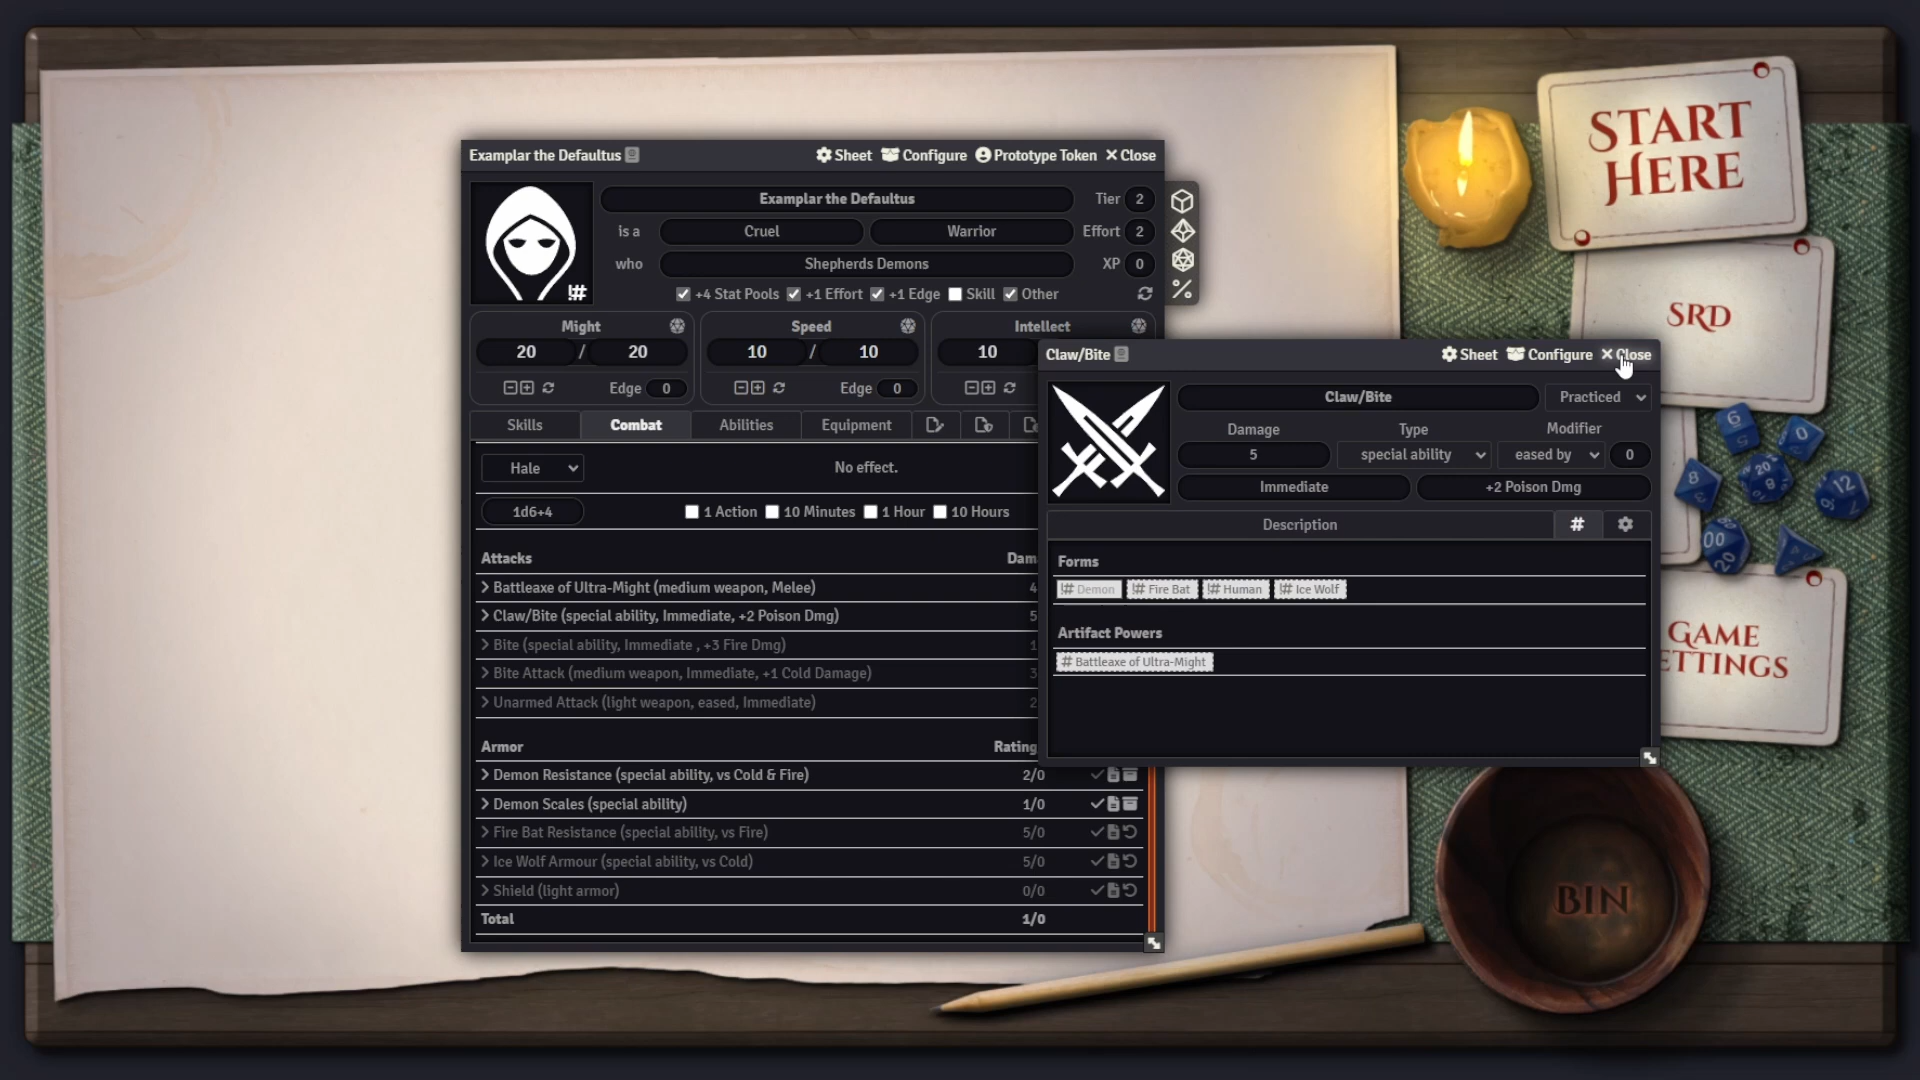 START
HERE
SRD
GAME
ETTINGS
BIN
Examplar the Defaultus
Sheet Configure Prototype Token Close
Examplar the Defaultus
Tier 2
is a Cruel Warrior
Effort 2
who Shepherds Demons
XP 0
+4 Stat Pools +1 Effort +1 Edge Skill Other
Might Speed Intellect
20 / 20 10 / 10 10
Edge 0 Edge 0
Skills Combat Abilities Equipment
Hale No effect.
1d6+4 1 Action 10 Minutes 1 Hour 10 Hours
Attacks Dam
Battleaxe of Ultra-Might (medium weapon, Melee) 4
Claw/Bite (special ability, Immediate, +2 Poison Dmg) 5
Bite (special ability, Immediate , +3 Fire Dmg) 1
Bite Attack (medium weapon, Immediate, +1 Cold Damage) 3
Unarmed Attack (light weapon, eased, Immediate) 2
Armor Rating
Demon Resistance (special ability, vs Cold & Fire) 2/0
Demon Scales (special ability) 1/0
Fire Bat Resistance (special ability, vs Fire) 5/0
Ice Wolf Armour (special ability, vs Cold) 5/0
Shield (light armor) 0/0
Total 1/0
Claw/Bite
Sheet Configure Close
Claw/Bite Practiced
Damage Type Modifier
5 special ability eased by 0
Immediate +2 Poison Dmg
Description #
Forms
!# Demon !# Fire Bat !# Human !# Ice Wolf
Artifact Powers
# Battleaxe of Ultra-Might